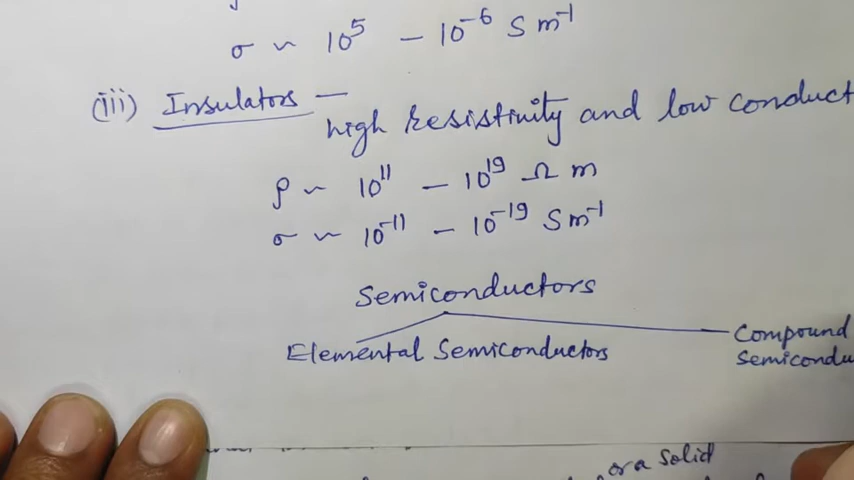 σ ~ 10⁵ – 10⁻⁶ S m⁻¹
(iii) Insulators –
high resistivity and low conduct
ρ ~ 10¹¹ – 10¹⁹ Ω m
σ ~ 10⁻¹¹ – 10⁻¹⁹ S m⁻¹
Semiconductors
Elemental Semiconductors
Compound
Semicondu
or a solid